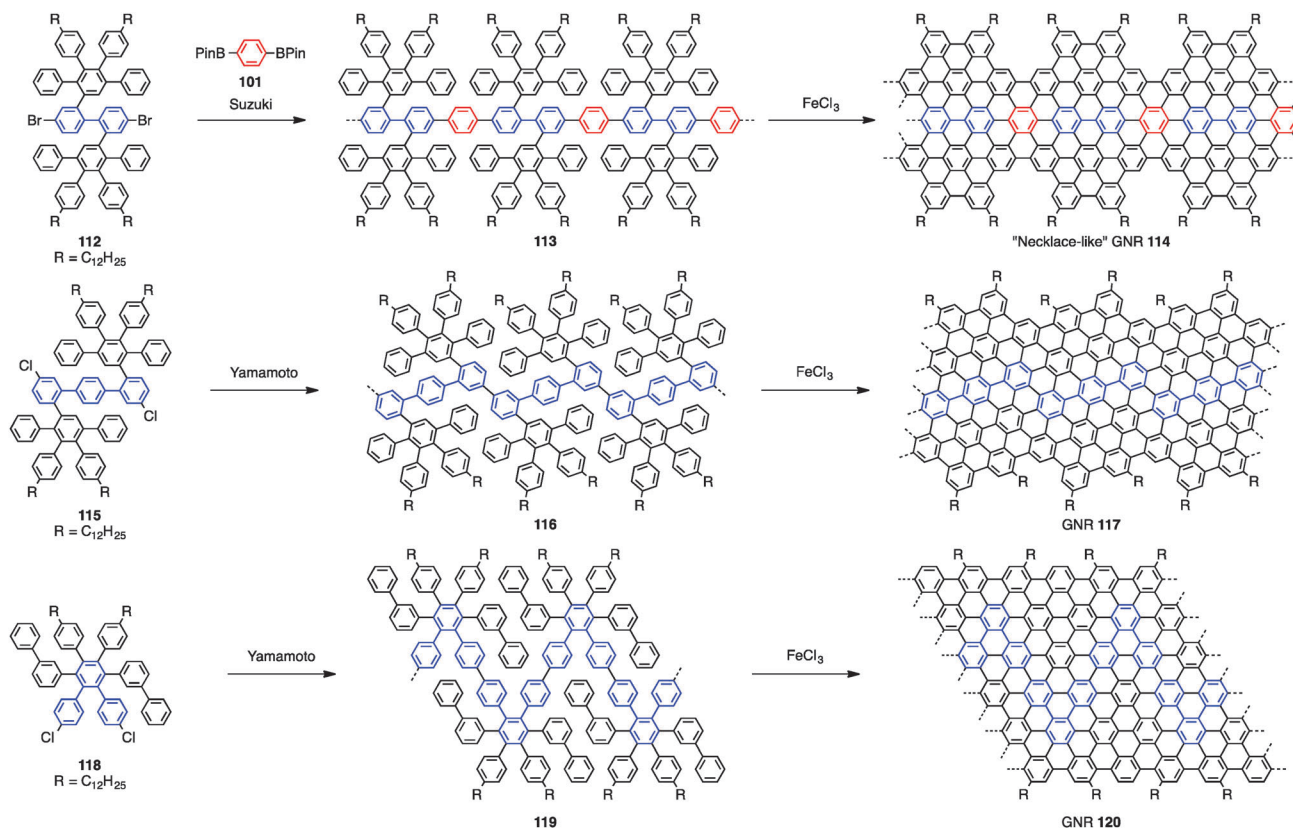 R R R R R R R R R R R R R R
PinB BPin
101
Suzuki
FeCl3
Br Br
R R R R R R R R R R R R R R
112
R = C12H25
113
"Necklace-like" GNR 114
R R R R R R R R
Cl
Yamamoto
FeCl3
Cl
R R R R R R R R
115
R = C12H25
116
GNR 117
R R R R R R R R R R
Yamamoto
FeCl3
Cl Cl
118
R = C12H25
R R R R R R R R
119
GNR 120